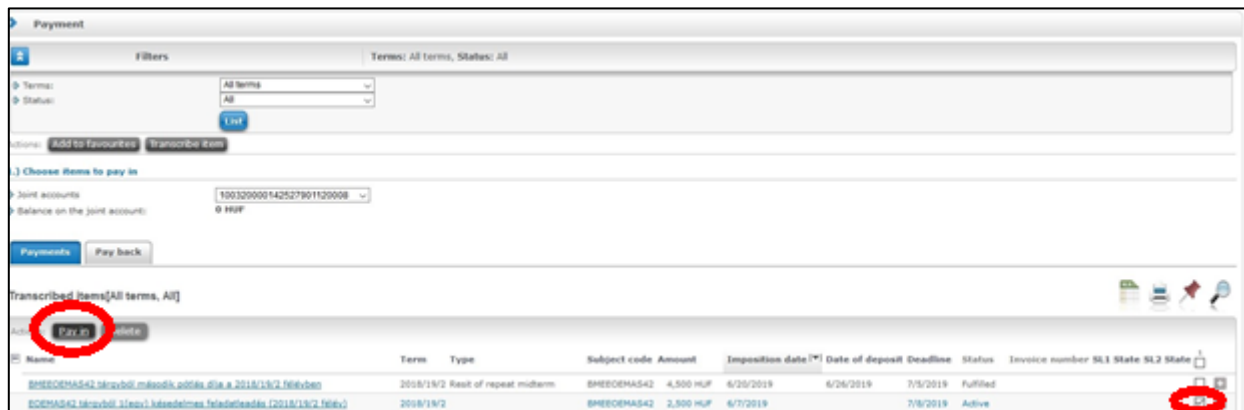 Payment
Filters Terms: All terms, Status: All
Terms: All terms
Status: All
List
Actions: Add to favourites Transcribe item
1.) Choose items to pay in
Joint accounts 100320000142527901120008
Balance on the joint account: 0 HUF
Payments Pay back
Transcribed items[All terms, All]
Pay in Delete
Name Term Type Subject code Amount Imposition date Date of deposit Deadline Status Invoice number SL1 State SL2 State
BMEEOEMAS42 tárgyból második pótlás díja a 2018/19/2 félévben 2018/19/2 Resit of repeat midterm BMEEOEMAS42 4,500 HUF 6/20/2019 6/26/2019 7/5/2019 Fulfilled
EOEMAS42 tárgyból 1(egy) késedelmes feladatleadás (2018/19/2 félév) 2018/19/2 BMEEOEMAS42 2,500 HUF 6/7/2019 7/8/2019 Active